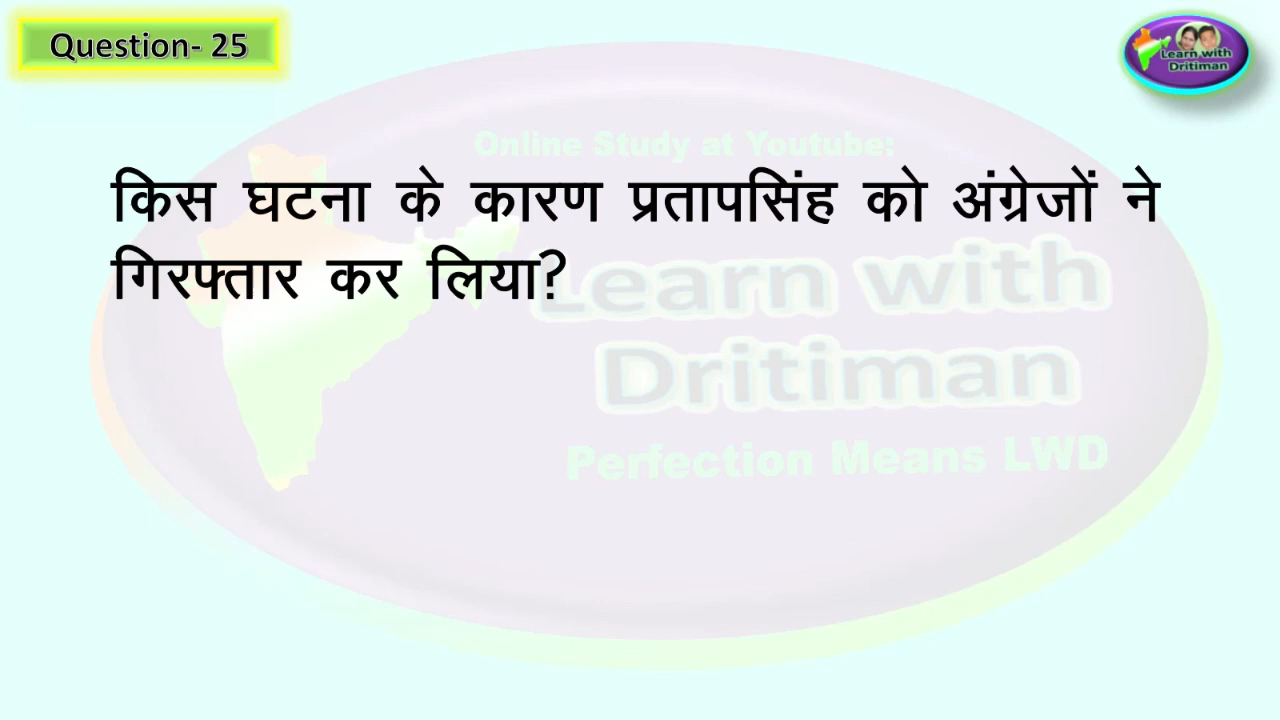 Question- 25
Learn with
Dritiman
Online Study at Youtube:
किस घटना के कारण प्रतापसिंह को अंग्रेजों ने
गिरफ्तार कर लिया?
Learn with
Dritiman
Perfection Means LWD